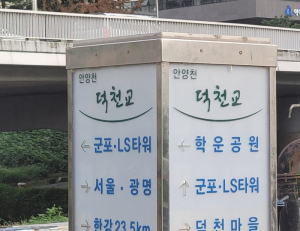 안양천
덕천교
← 군포·LS타워
← 서울·광명
한강 23.5km
안양천
덕천교
← 학운공원
↑ 군포·LS타워
덕천마을